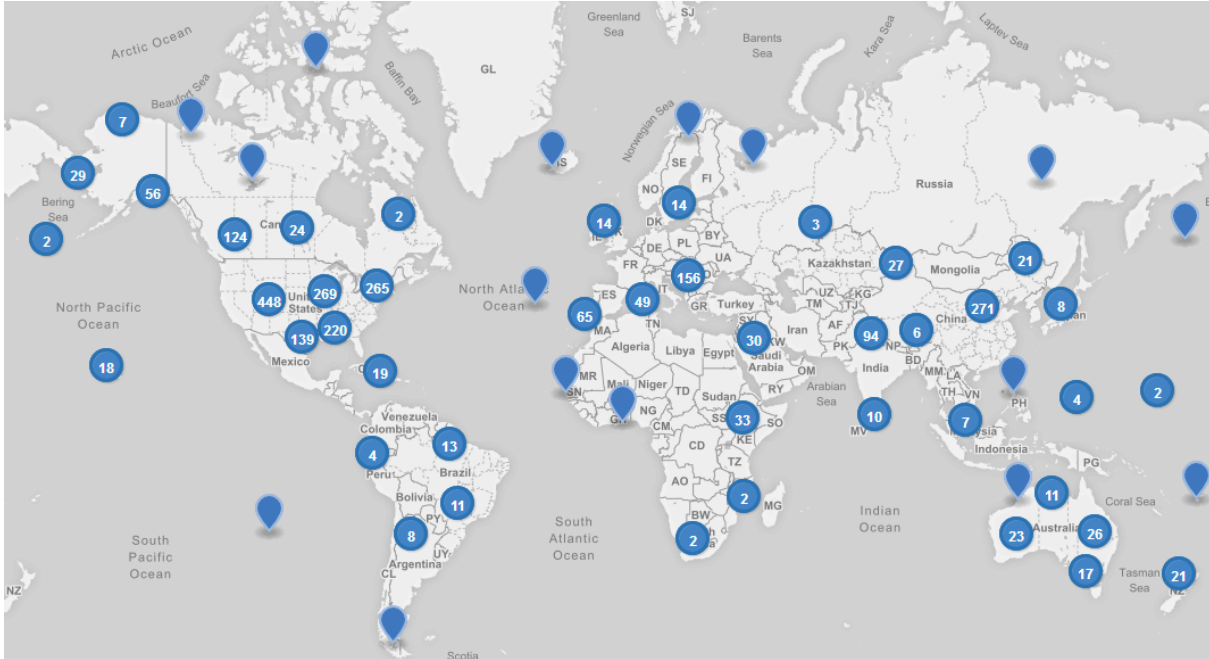 Greenland
Sea
SJ
Barents
Sea
Kara Sea
Laptev Sea
Arctic Ocean
Beaufort Sea
Baffin Bay
GL
7
29
56
Bering
Sea
2
IS
Norwegian Sea
SE
FI
NO
Russia
2
14
14
3
124
24
DK
BY
DE
PL
UA
FR
Kazakhstan
27
Mongolia
21
448
United
States
269
265
North Pacific
Ocean
220
139
Mexico
North Atlantic
Ocean
156
IT
ES
49
65
MA
TN
GR
Turkey
UZ
KG
TM
TJ
China
271
8
SY
30
KW
Iran
AF
94
6
PK
NP
BD
18
19
Algeria
Libya
Egypt
Saudi
Arabia
OM
India
MM
LA
TH
VN
PH
4
2
MR
SN
Mali
Niger
TD
Sudan
RY
Arabian
Sea
Venezuela
Colombia
NG
CM
SS
33
SO
KE
10
MV
7
Indonesia
PG
4
13
Peru
Brazil
CD
TZ
Bolivia
11
AO
2
MG
PY
8
BW
2
South
Pacific
Ocean
South
Atlantic
Ocean
Indian
Ocean
11
Coral Sea
23
Australia
26
UY
Argentina
CL
17
Tasman
Sea
21
NZ
NZ
Scotia